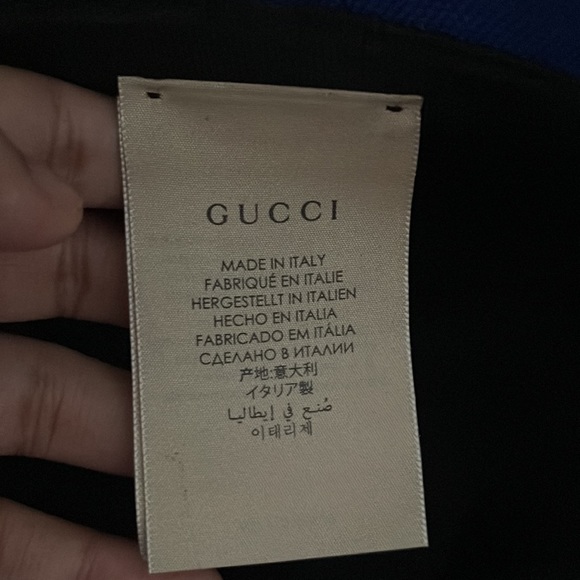 GUCCI
MADE IN ITALY
FABRIQUÉ EN ITALIE
HERGESTELLT IN ITALIEN
HECHO EN ITALIA
FABRICADO EM ITÁLIA
СДЕЛАНО В ИТАЛИИ
产地:意大利
イタリア製
صُنع في إيطاليا
이태리제